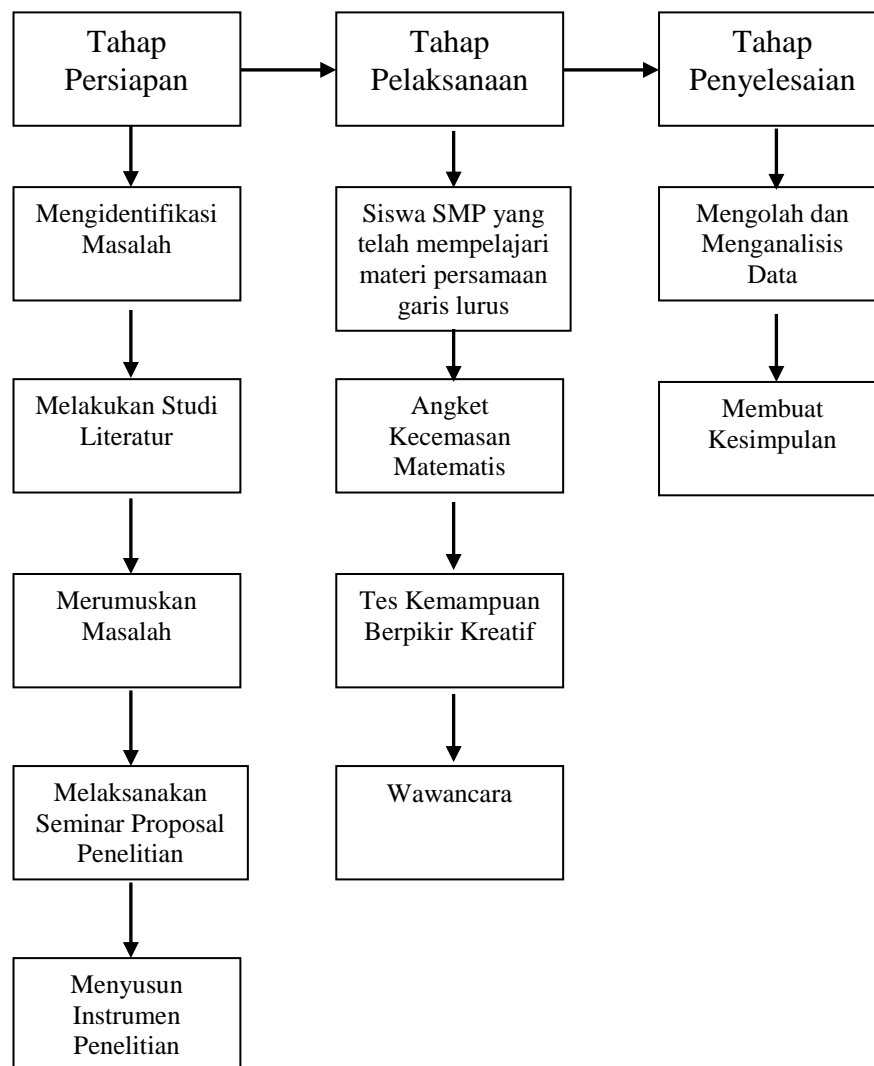 Tahap
Persiapan
Tahap
Pelaksanaan
Tahap
Penyelesaian
Mengidentifikasi
Masalah
Siswa SMP yang
telah mempelajari
materi persamaan
garis lurus
Mengolah dan
Menganalisis
Data
Melakukan Studi
Literatur
Angket
Kecemasan
Matematis
Membuat
Kesimpulan
Merumuskan
Masalah
Tes Kemampuan
Berpikir Kreatif
Melaksanakan
Seminar Proposal
Penelitian
Wawancara
Menyusun
Instrumen
Penelitian